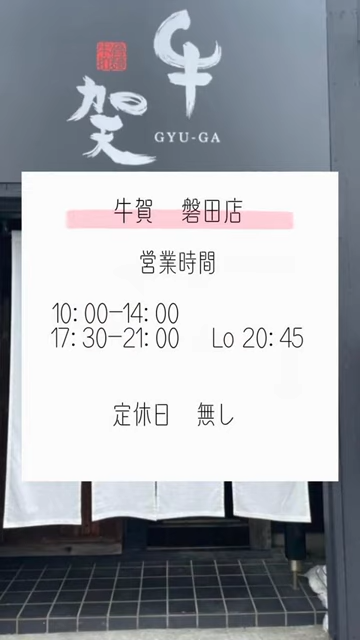 牛賀
GYU-GA
牛賀 磐田店
営業時間
10:00-14:00
17:30-21:00 Lo 20:45
定休日 無し